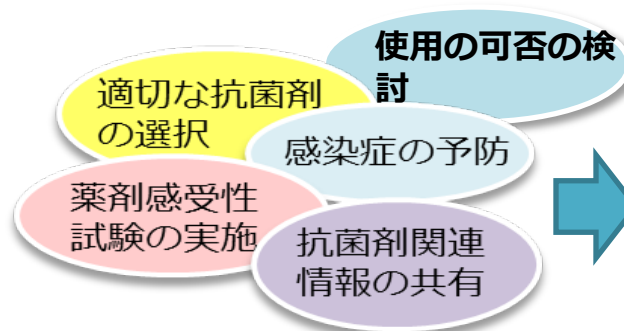 使用の可否の検
討
適切な抗菌剤
の選択
感染症の予防
薬剤感受性
試験の実施
抗菌剤関連
情報の共有